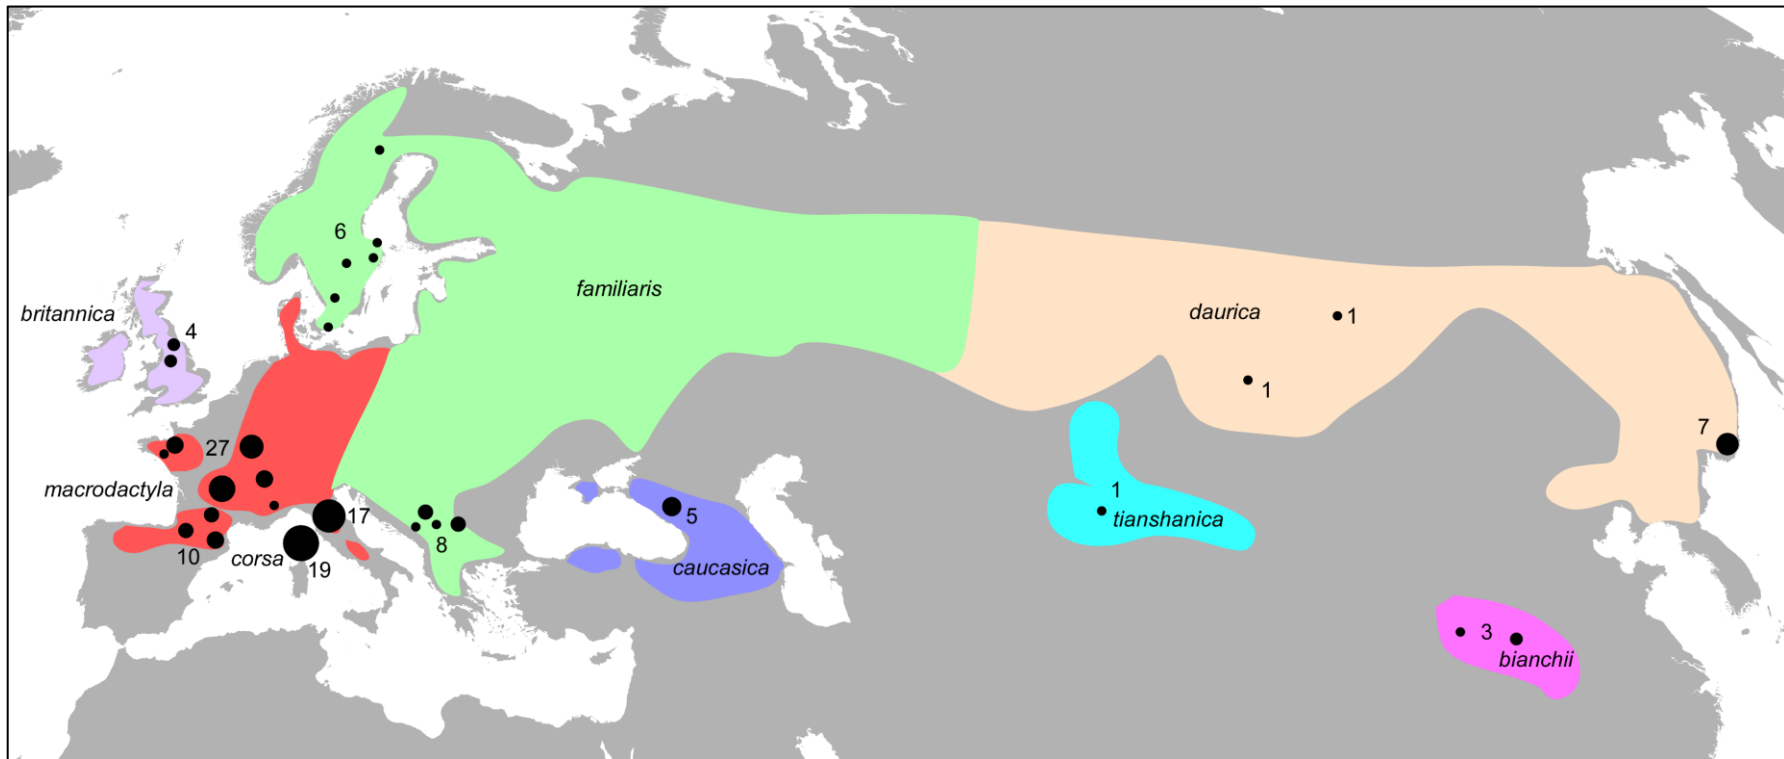 6
familiaris
britannica
4
daurica
1
1
27
7
macrodactyla
1
tianshanica
17
5
8
10
corsa
19
caucasica
3
bianchii